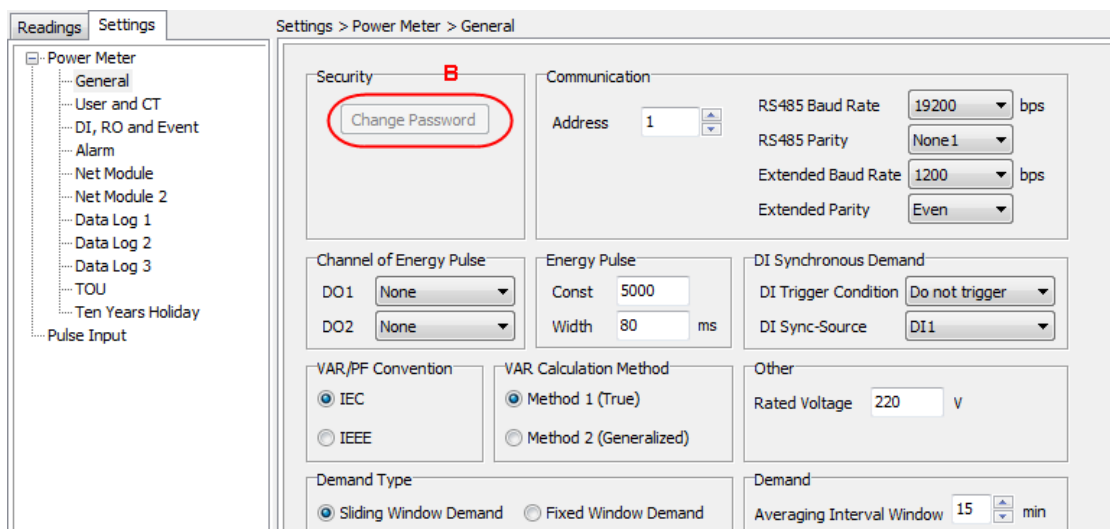 Readings Settings
Settings > Power Meter > General
Power Meter
General
User and CT
DI, RO and Event
Alarm
Net Module
Net Module 2
Data Log 1
Data Log 2
Data Log 3
TOU
Ten Years Holiday
Pulse Input
Security B
Change Password
Communication
Address 1
RS485 Baud Rate 19200 bps
RS485 Parity None1
Extended Baud Rate 1200 bps
Extended Parity Even
Channel of Energy Pulse
DO1 None
DO2 None
Energy Pulse
Const 5000
Width 80 ms
DI Synchronous Demand
DI Trigger Condition Do not trigger
DI Sync-Source DI1
VAR/PF Convention
IEC
IEEE
VAR Calculation Method
Method 1 (True)
Method 2 (Generalized)
Other
Rated Voltage 220 V
Demand Type
Sliding Window Demand Fixed Window Demand
Demand
Averaging Interval Window 15 min